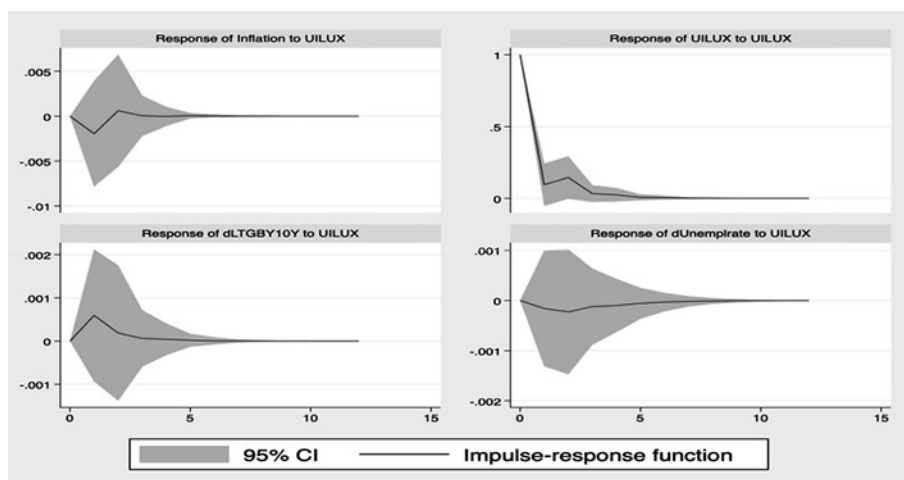 Response of Inflation to UILUX
.005
0
-.005
-.01
Response of UILUX to UILUX
1
.5
0
Response of dLTGBY10Y to UILUX
.002
.001
0
-.001
0 5 10 15
Response of dUnemplrate to UILUX
.001
0
-.001
-.002
0 5 10 15
95% CI Impulse-response function